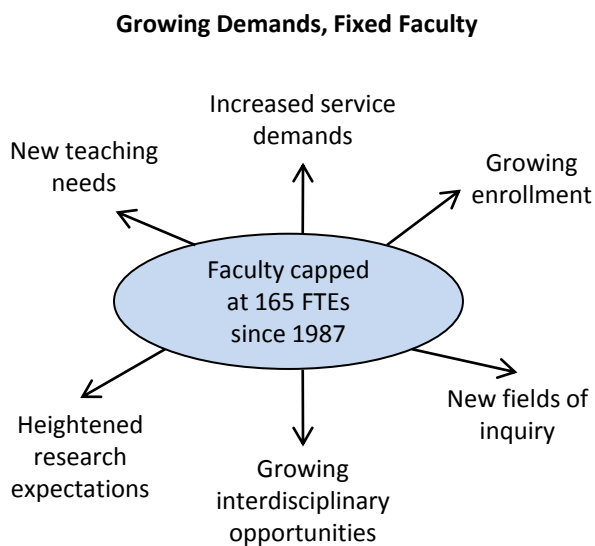 Growing Demands, Fixed Faculty
Increased service
demands
New teaching
needs
Growing
enrollment
Faculty capped
at 165 FTEs
since 1987
New fields of
inquiry
Heightened
research
expectations
Growing
interdisciplinary
opportunities